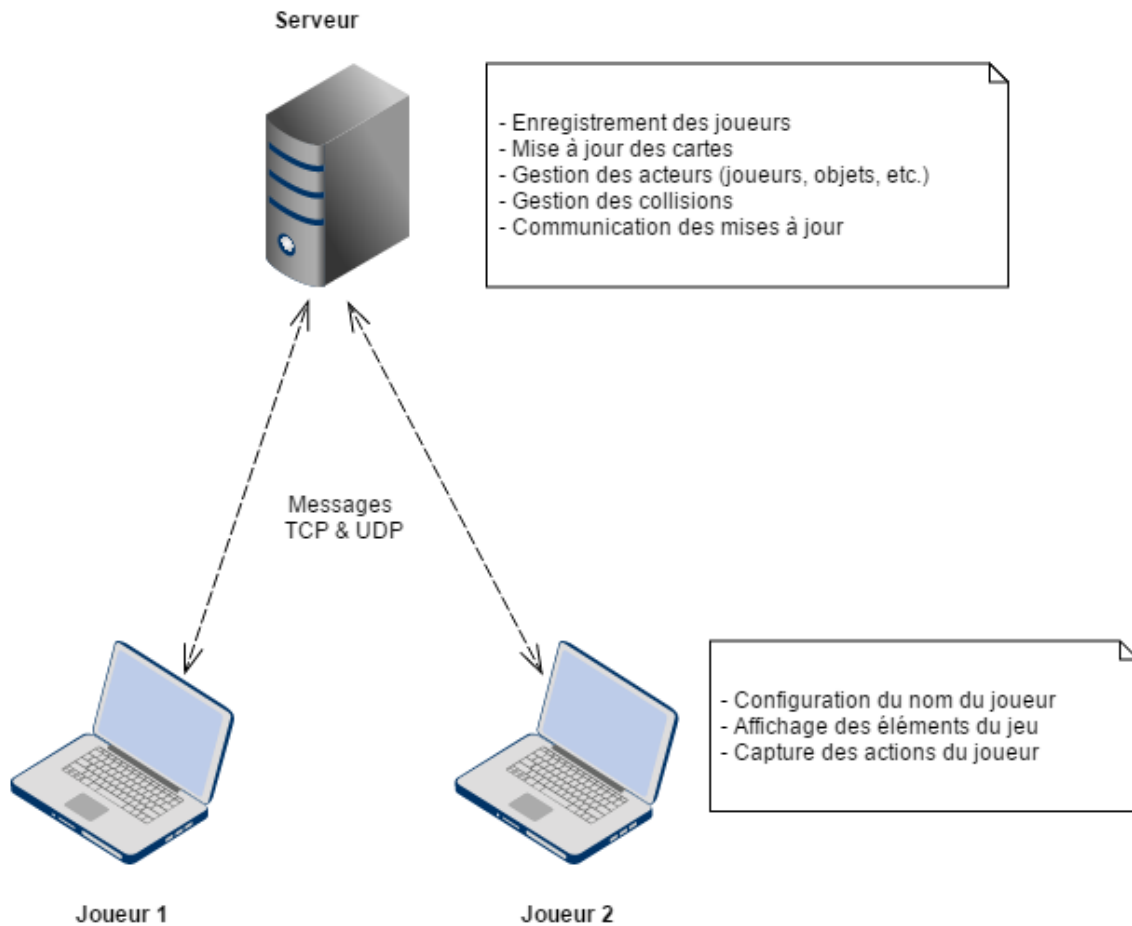 Serveur
- Enregistrement des joueurs
- Mise à jour des cartes
- Gestion des acteurs (joueurs, objets, etc.)
- Gestion des collisions
- Communication des mises à jour
Messages
TCP & UDP
- Configuration du nom du joueur
- Affichage des éléments du jeu
- Capture des actions du joueur
Joueur 1
Joueur 2